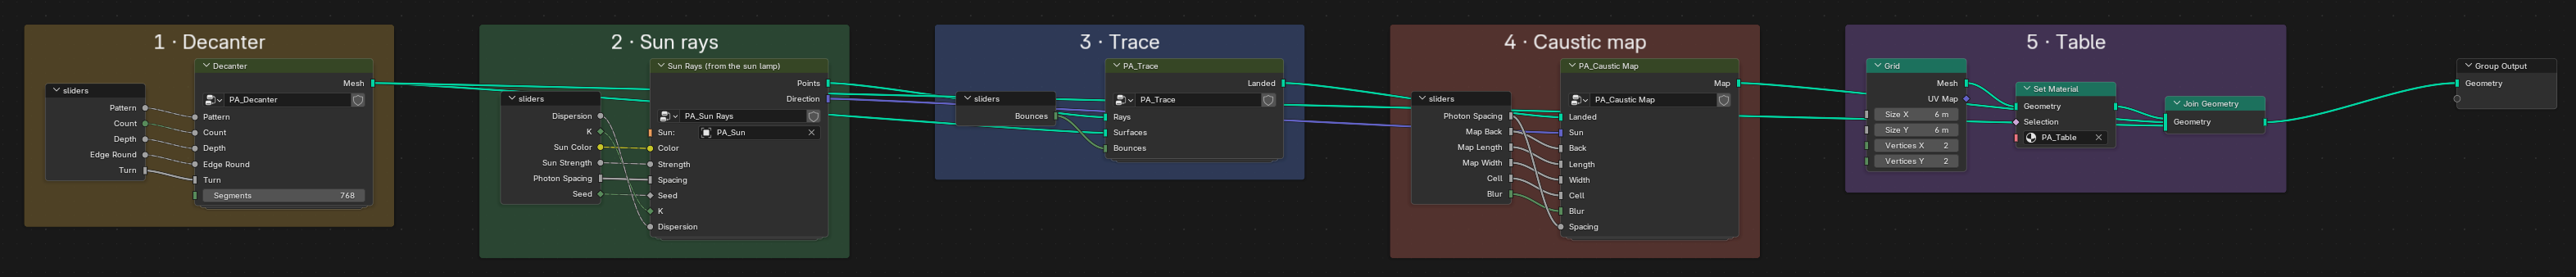 1 · Decanter
sliders
Pattern
Count
Depth
Edge Round
Turn
Decanter
Mesh
PA_Decanter
Pattern
Count
Depth
Edge Round
Turn
Segments 768
2 · Sun rays
sliders
Dispersion
K
Sun Color
Sun Strength
Photon Spacing
Seed
Sun Rays (from the sun lamp)
Points
Direction
PA_Sun Rays
Sun: PA_Sun
Color
Strength
Spacing
Seed
K
Dispersion
3 · Trace
sliders
Bounces
PA_Trace
Landed
PA_Trace
Rays
Surfaces
Bounces
4 · Caustic map
sliders
Photon Spacing
Map Back
Map Length
Map Width
Cell
Blur
PA_Caustic Map
Map
PA_Caustic Map
Landed
Sun
Back
Length
Width
Cell
Blur
Spacing
5 · Table
Grid
Mesh
UV Map
Size X 6 m
Size Y 6 m
Vertices X 2
Vertices Y 2
Set Material
Geometry
Selection
PA_Table
Join Geometry
Geometry
Group Output
Geometry